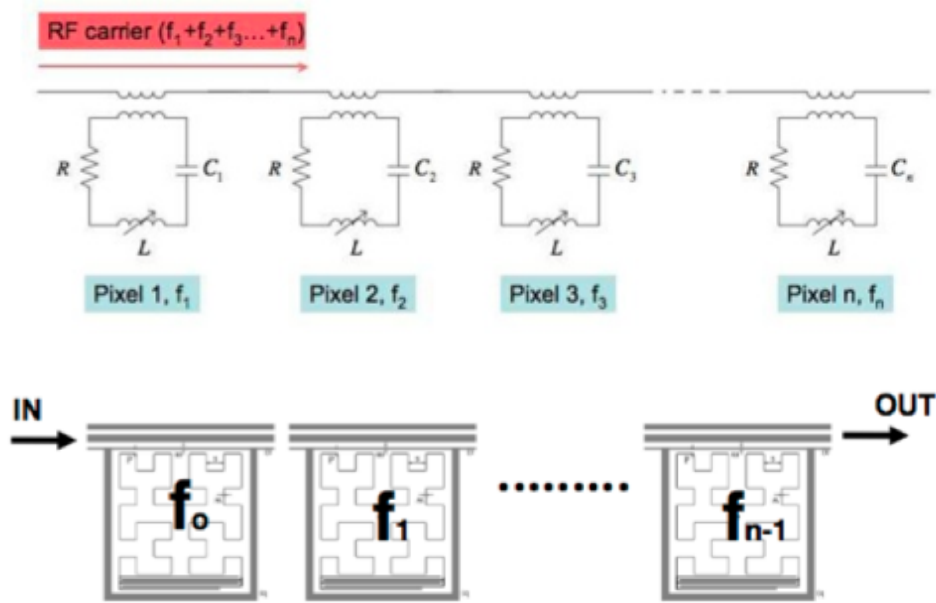 RF carrier (f₁+f₂+f₃...+fₙ)
R C₁ R C₂ R C₃ R Cₙ
L L L L
Pixel 1, f₁ Pixel 2, f₂ Pixel 3, f₃ Pixel n, fₙ
IN OUT
fₒ f₁ fₙ₋₁